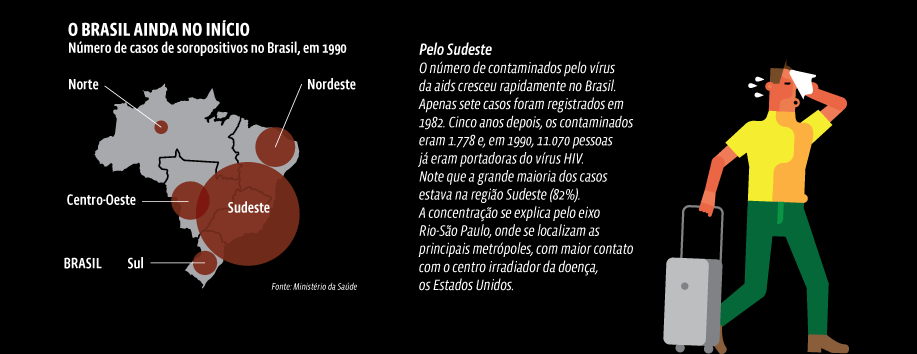 O BRASIL AINDA NO INÍCIO
Número de casos de soropositivos no Brasil, em 1990
Norte
Nordeste
Centro-Oeste
Sudeste
BRASIL
Sul
Fonte: Ministério da Saúde
Pelo Sudeste
O número de contaminados pelo vírus
da aids cresceu rapidamente no Brasil.
Apenas sete casos foram registrados em
1982. Cinco anos depois, os contaminados
eram 1.778 e, em 1990, 11.070 pessoas
já eram portadoras do vírus HIV.
Note que a grande maioria dos casos
estava na região Sudeste (82%).
A concentração se explica pelo eixo
Rio-São Paulo, onde se localizam as
principais metrópoles, com maior contato
com o centro irradiador da doença,
os Estados Unidos.